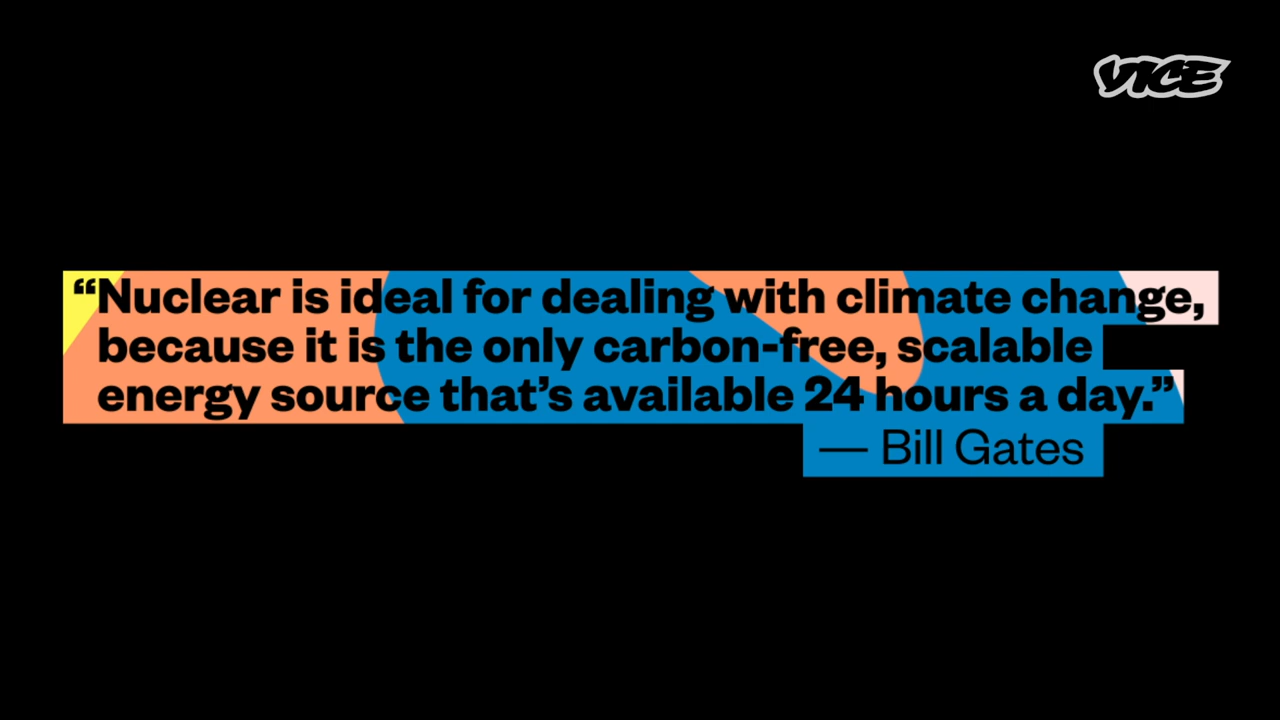 VICE
“Nuclear is ideal for dealing with climate change,
because it is the only carbon-free, scalable
energy source that’s available 24 hours a day.”
— Bill Gates